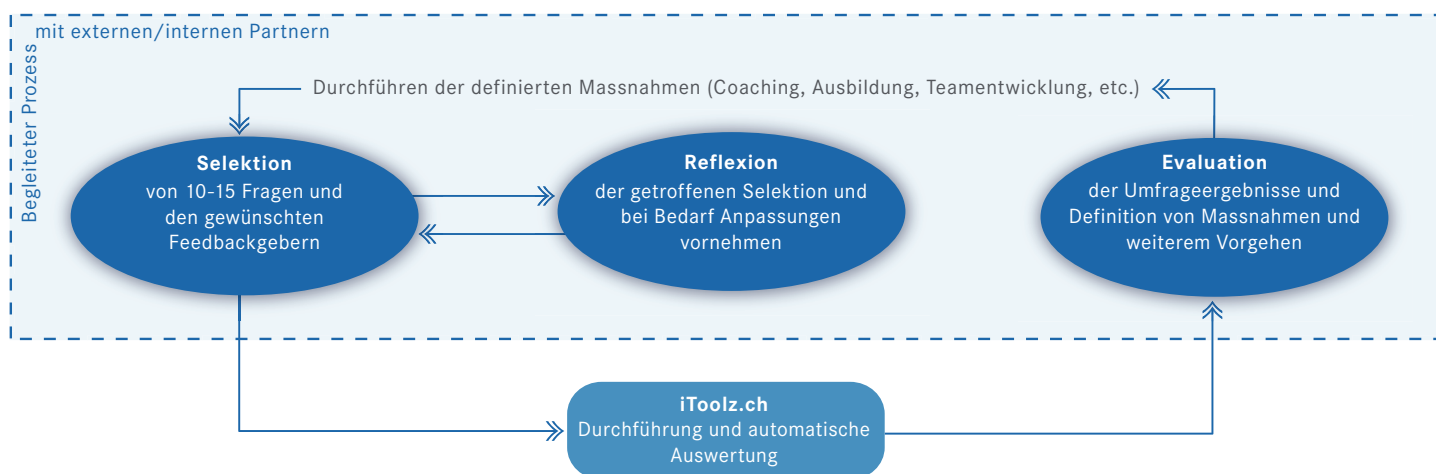 mit externen/internen Partnern
Begleiteter Prozess
Durchführen der definierten Massnahmen (Coaching, Ausbildung, Teamentwicklung, etc.)
Selektion
von 10-15 Fragen und
den gewünschten
Feedbackgebern
Reflexion
der getroffenen Selektion und
bei Bedarf Anpassungen
vornehmen
Evaluation
der Umfrageergebnisse und
Definition von Massnahmen und
weiterem Vorgehen
iToolz.ch
Durchführung und automatische
Auswertung